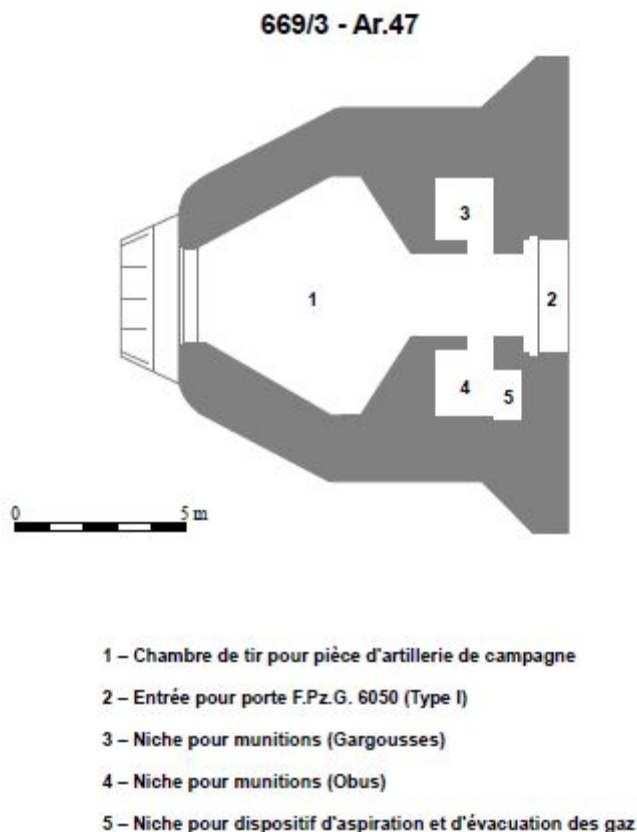 669/3 - Ar.47
3
1
2
4
5
0 5 m
1 – Chambre de tir pour pièce d'artillerie de campagne
2 – Entrée pour porte F.Pz.G. 6050 (Type I)
3 – Niche pour munitions (Gargousses)
4 – Niche pour munitions (Obus)
5 – Niche pour dispositif d'aspiration et d'évacuation des gaz